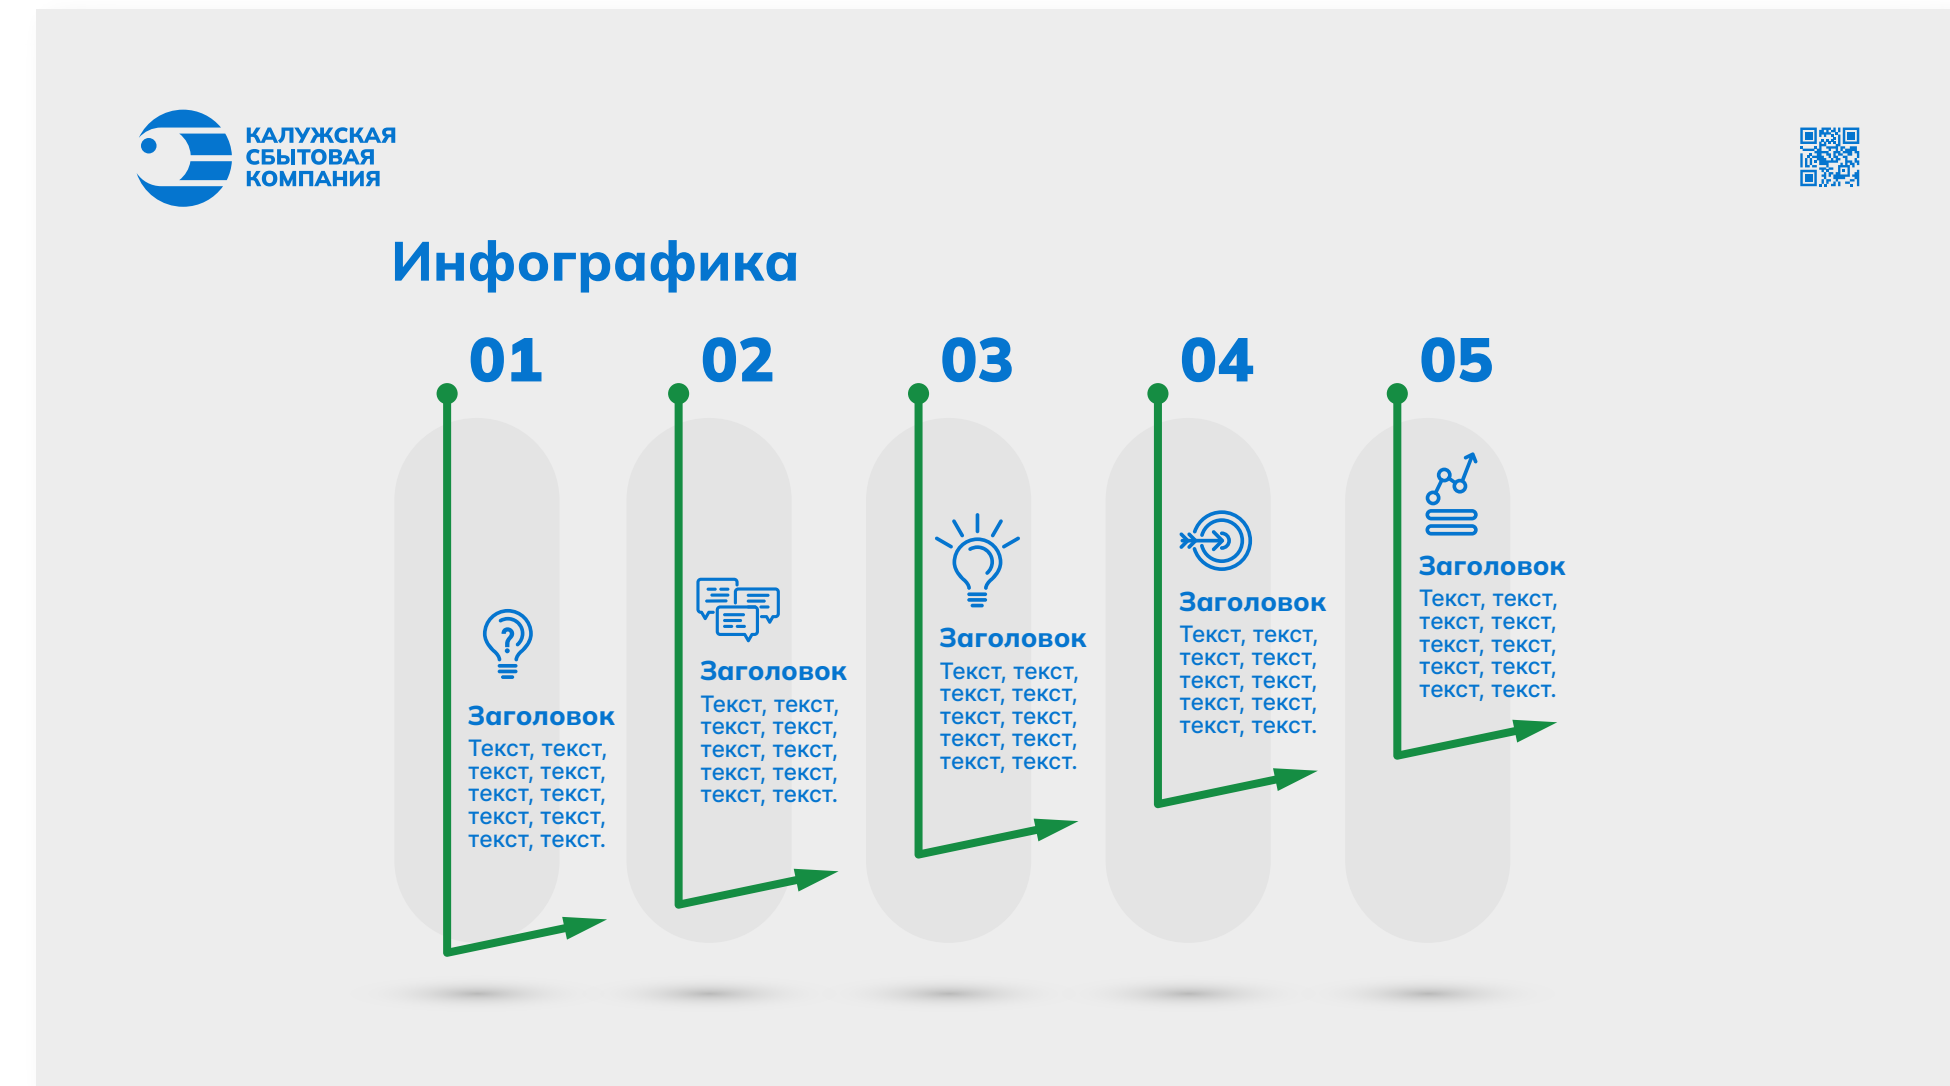 КАЛУЖСКАЯ
СБЫТОВАЯ
КОМПАНИЯ
Инфографика
01
Заголовок
Текст, текст,
текст, текст,
текст, текст,
текст, текст,
текст, текст.
02
Заголовок
Текст, текст,
текст, текст,
текст, текст,
текст, текст,
текст, текст.
03
Заголовок
Текст, текст,
текст, текст,
текст, текст,
текст, текст,
текст, текст.
04
Заголовок
Текст, текст,
текст, текст,
текст, текст,
текст, текст,
текст, текст.
05
Заголовок
Текст, текст,
текст, текст,
текст, текст,
текст, текст,
текст, текст.